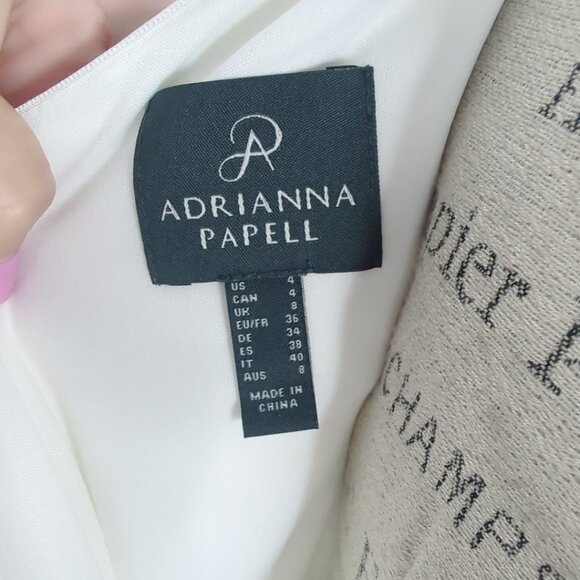 ADRIANNA
PAPELL
US 4
CAN 4
UK 8
EU/FR 36
DE 34
ES 38
IT 40
AUS 8
MADE IN
CHINA
pier
CHAMP